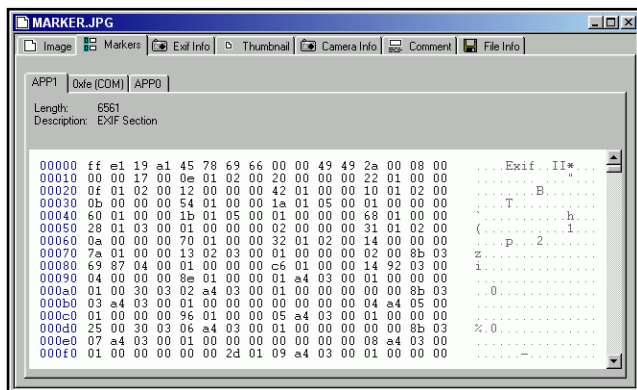 MARKER.JPG
Image Markers Exif Info Thumbnail Camera Info Comment File Info
APP1 0xfe (COM) APP0
Length: 6561
Description: EXIF Section
00000 ff e1 19 a1 45 78 69 66 00 00 49 49 2a 00 08 00 ....Exif..II*...
00010 00 00 17 00 0e 01 02 00 20 00 00 00 22 01 00 00 ............"...
00020 0f 01 02 00 12 00 00 00 42 01 00 00 10 01 02 00 ........B.......
00030 0b 00 00 00 54 01 00 00 1a 01 05 00 01 00 00 00 ....T...........
00040 60 01 00 00 1b 01 05 00 01 00 00 00 68 01 00 00 `...........h...
00050 28 01 03 00 01 00 00 00 02 00 00 00 31 01 02 00 (...........1...
00060 0a 00 00 00 70 01 00 00 32 01 02 00 14 00 00 00 ....p...2.......
00070 7a 01 00 00 13 02 03 00 01 00 00 00 02 00 8b 03 z...............
00080 69 87 04 00 01 00 00 00 c6 01 00 00 14 92 03 00 i...............
00090 04 00 00 00 8e 01 00 00 01 a4 03 00 01 00 00 00 ................
000a0 01 00 30 03 02 a4 03 00 01 00 00 00 00 00 8b 03 ..0.............
000b0 03 a4 03 00 01 00 00 00 00 00 00 00 04 a4 05 00 ................
000c0 01 00 00 00 96 01 00 00 05 a4 03 00 01 00 00 00 ................
000d0 25 00 30 03 06 a4 03 00 01 00 00 00 00 00 8b 03 %.0.............
000e0 07 a4 03 00 01 00 00 00 00 00 00 00 08 a4 03 00 ................
000f0 01 00 00 00 00 00 2d 01 09 a4 03 00 01 00 00 00 ......-.........